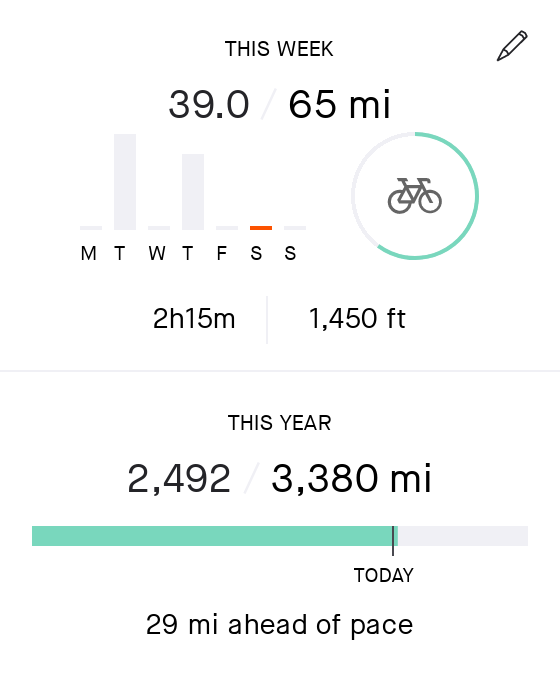 THIS WEEK
39.0 / 65 mi
M T W T F S S
2h15m 1,450 ft
THIS YEAR
2,492 / 3,380 mi
TODAY
29 mi ahead of pace